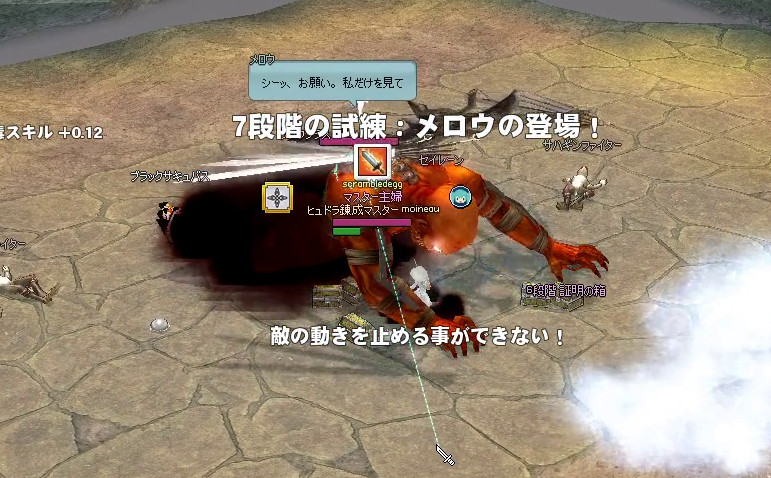 メロウ
シーッ、お願い。私だけを見て
毒スキル +0.12
7段階の試練：メロウの登場！
サハギンファイター
セイレーン
ブラックサキュバス
scrambledegg
マスター主婦
ヒュドラ錬成マスター moineau
イター
6段階 証明の箱
敵の動きを止める事ができない！